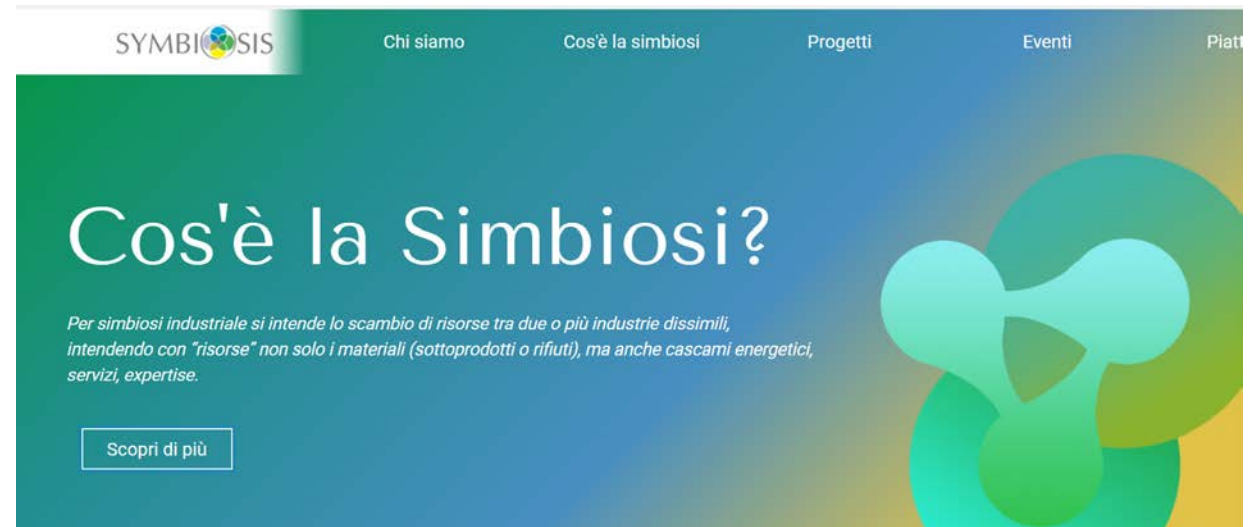 SYMBIOSIS
Chi siamo
Cos'è la simbiosi
Progetti
Eventi
Piatt
Cos'è la Simbiosi?
Per simbiosi industriale si intende lo scambio di risorse tra due o più industrie dissimili,
intendendo con “risorse” non solo i materiali (sottoprodotti o rifiuti), ma anche cascami energetici,
servizi, expertise.
Scopri di più